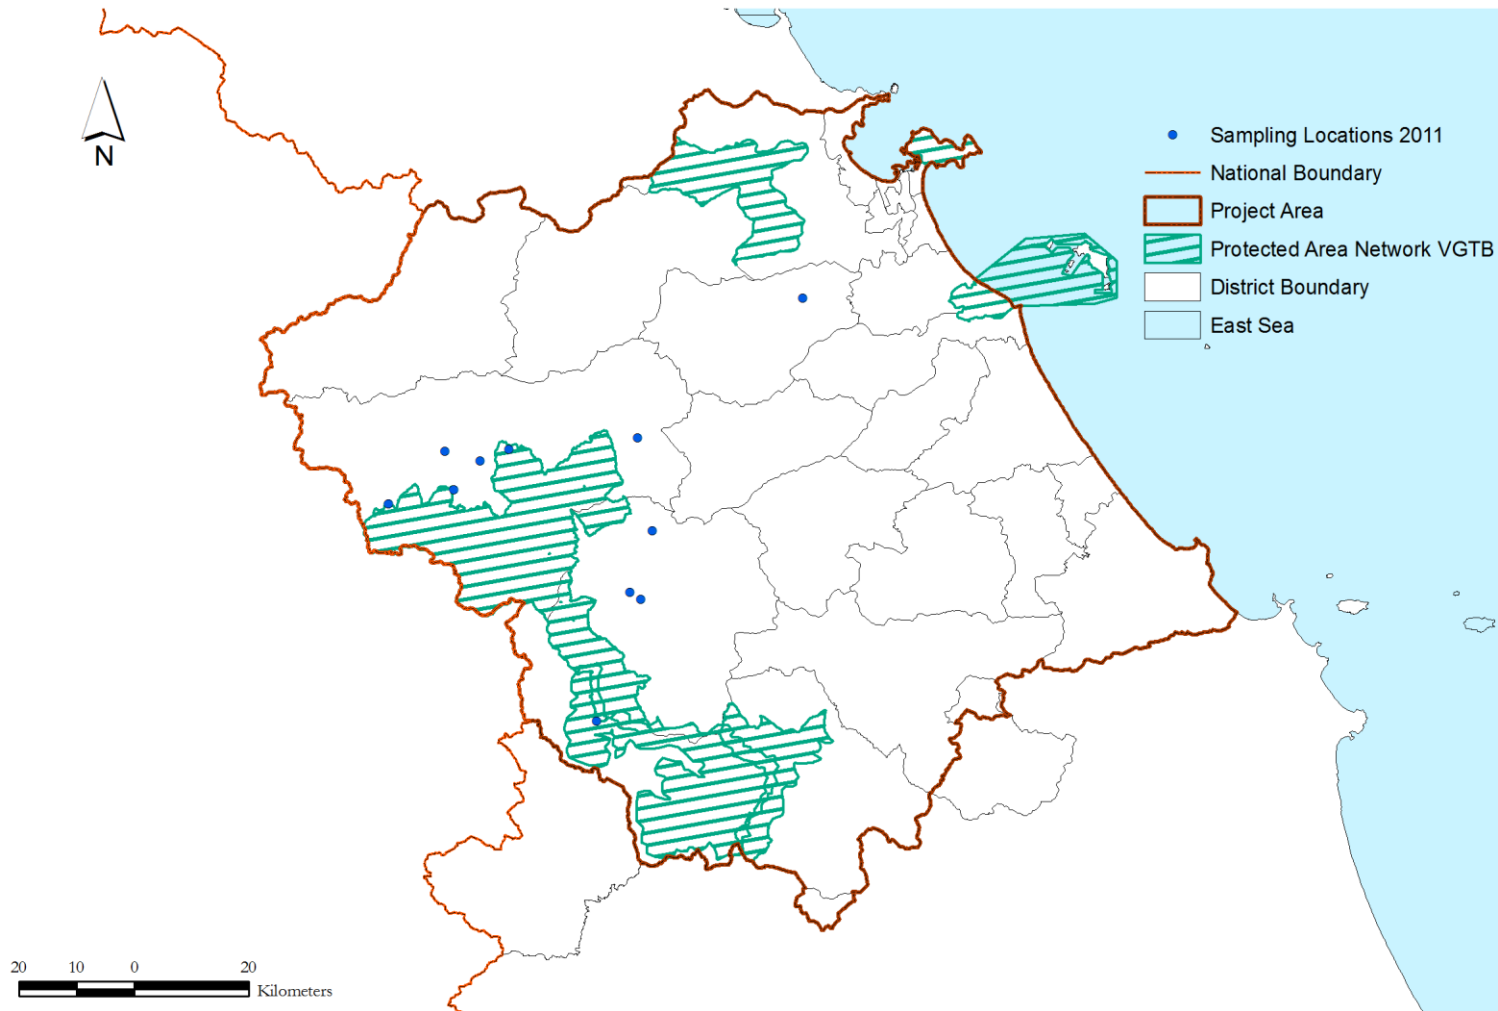 N
Sampling Locations 2011
National Boundary
Project Area
Protected Area Network VGTB
District Boundary
East Sea
20 10 0 20
Kilometers